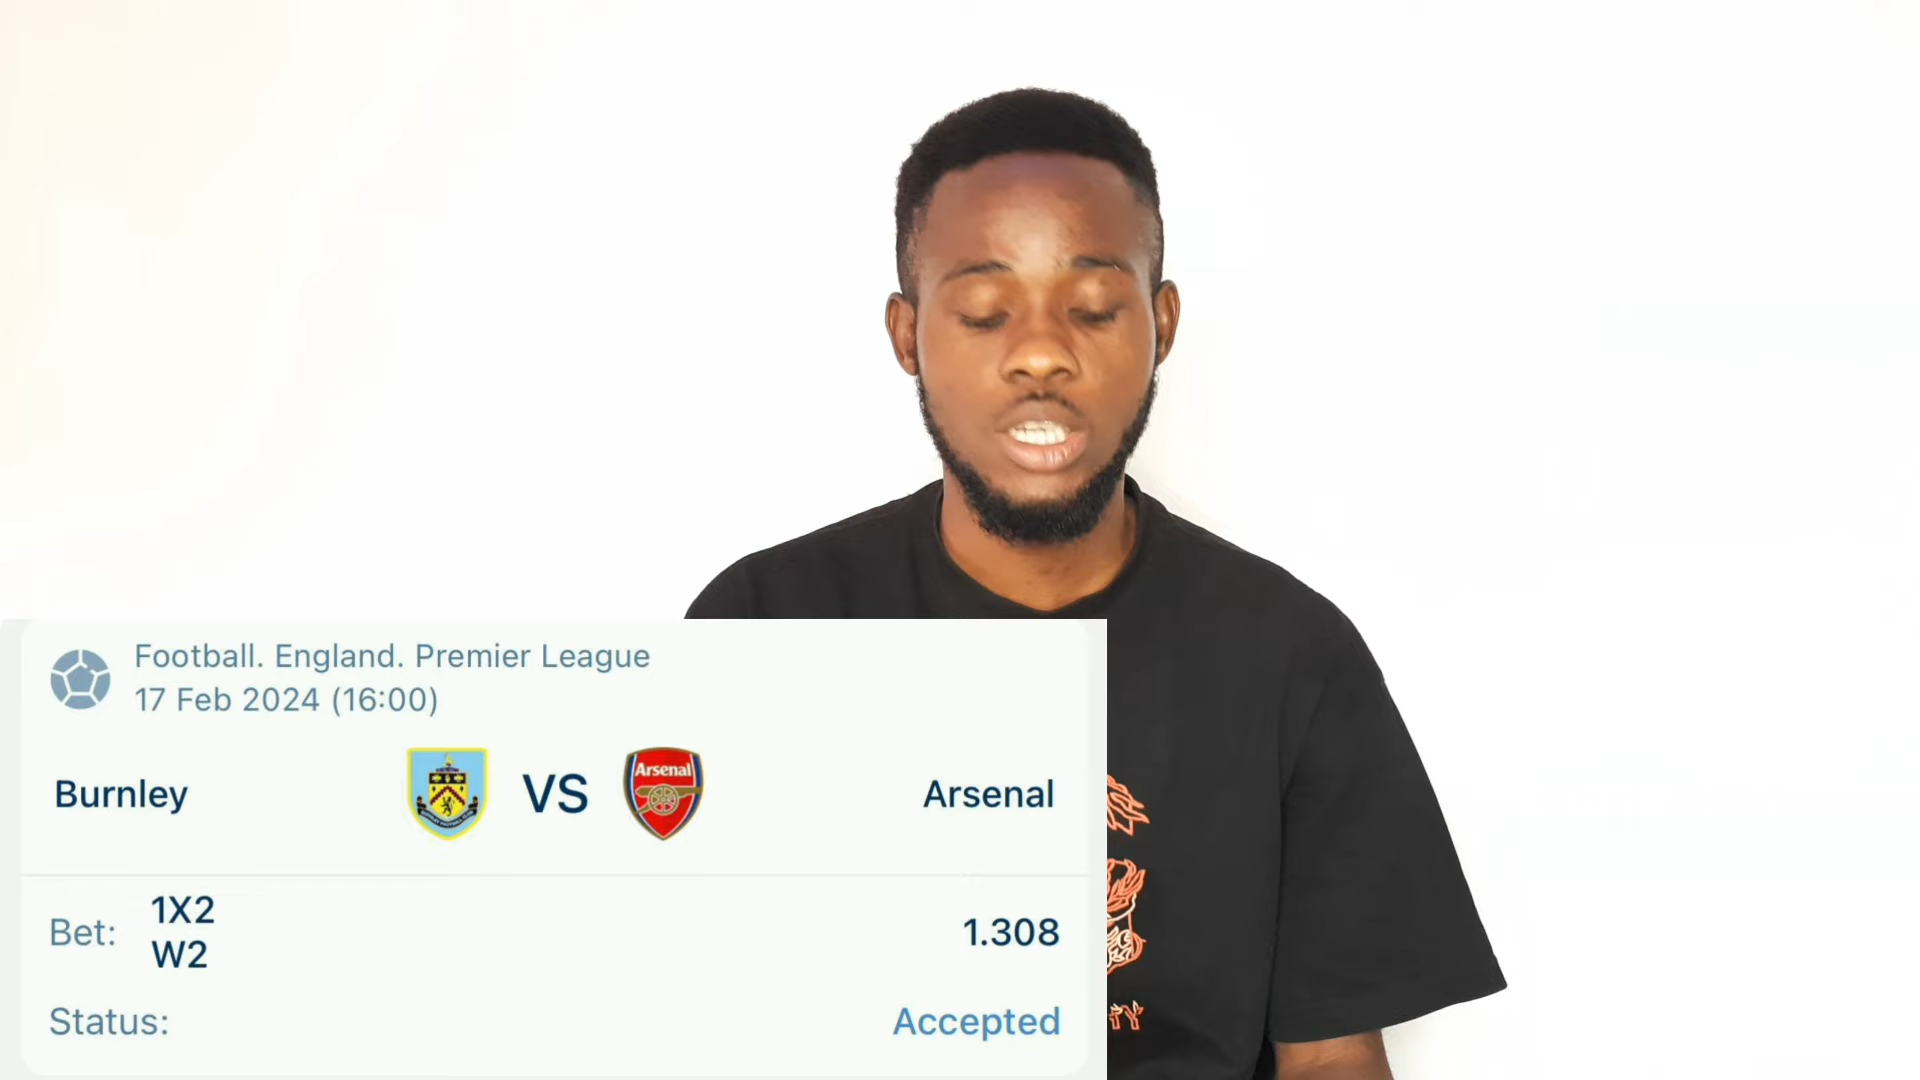 Football. England. Premier League
17 Feb 2024 (16:00)
Burnley
VS
Arsenal
Arsenal
Bet:
1X2
W2
1.308
Status:
Accepted
TY